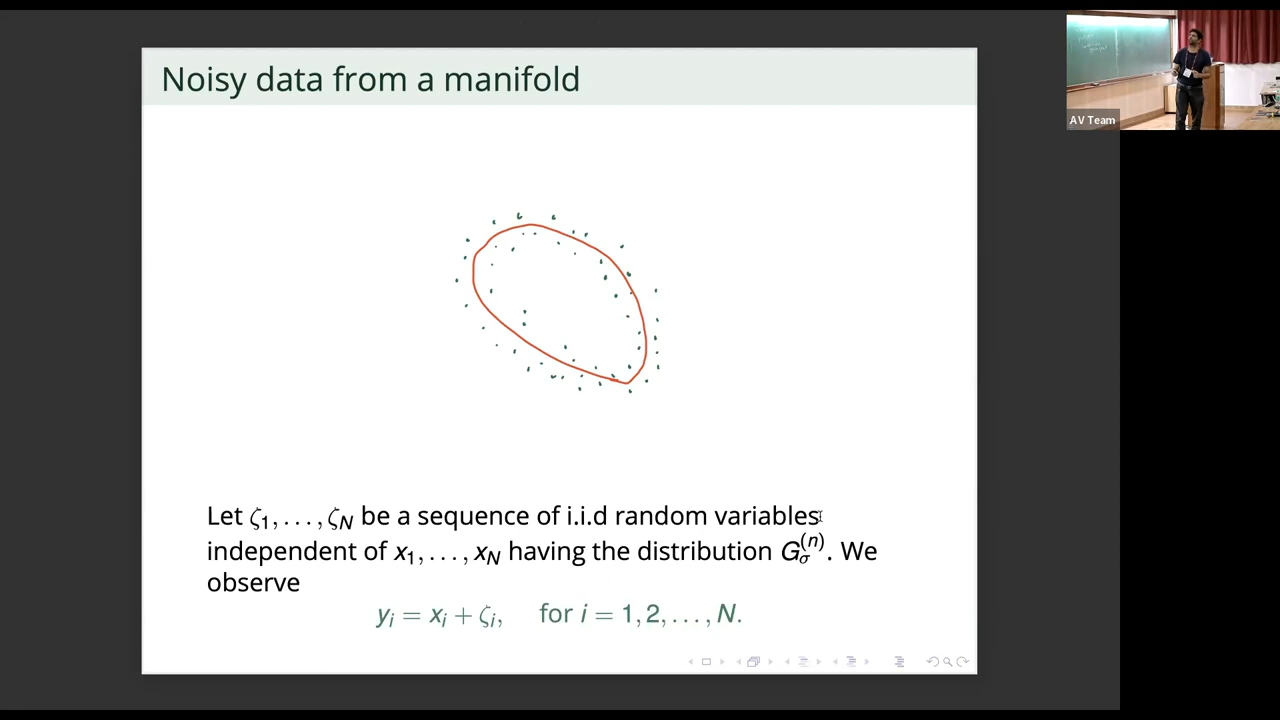 Noisy data from a manifold
AV Team
Let ζ₁, . . . , ζ_N be a sequence of i.i.d random variables
independent of x₁, . . . , x_N having the distribution G_σ^(n). We
observe
y_i = x_i + ζ_i, for i = 1, 2, . . . , N.